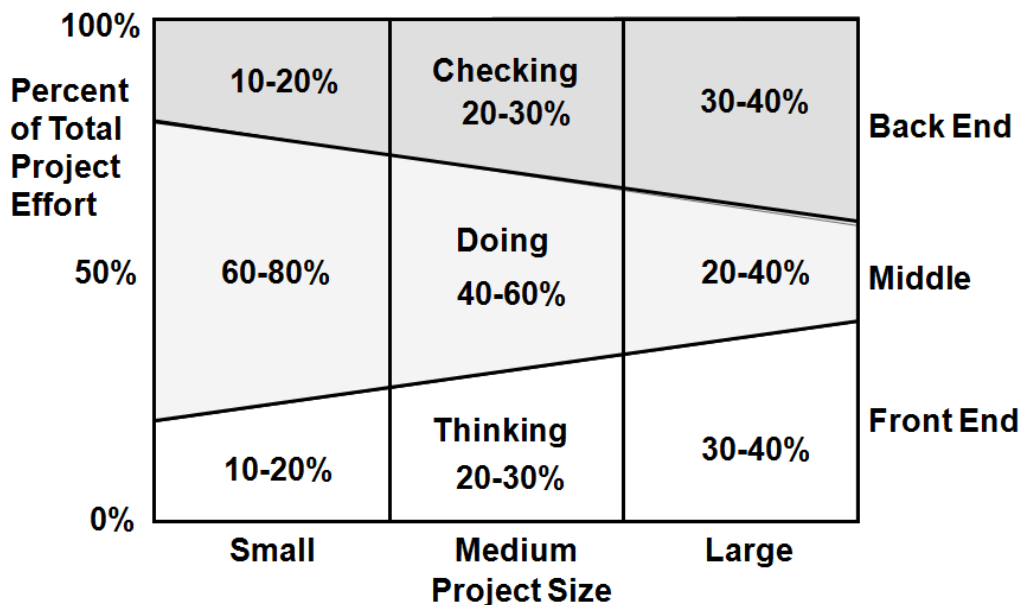 100%
Percent
of Total
Project
Effort
50%
0%
10-20%
Checking
20-30%
30-40%
Back End
60-80%
Doing
40-60%
20-40%
Middle
10-20%
Thinking
20-30%
30-40%
Front End
Small
Medium
Large
Project Size